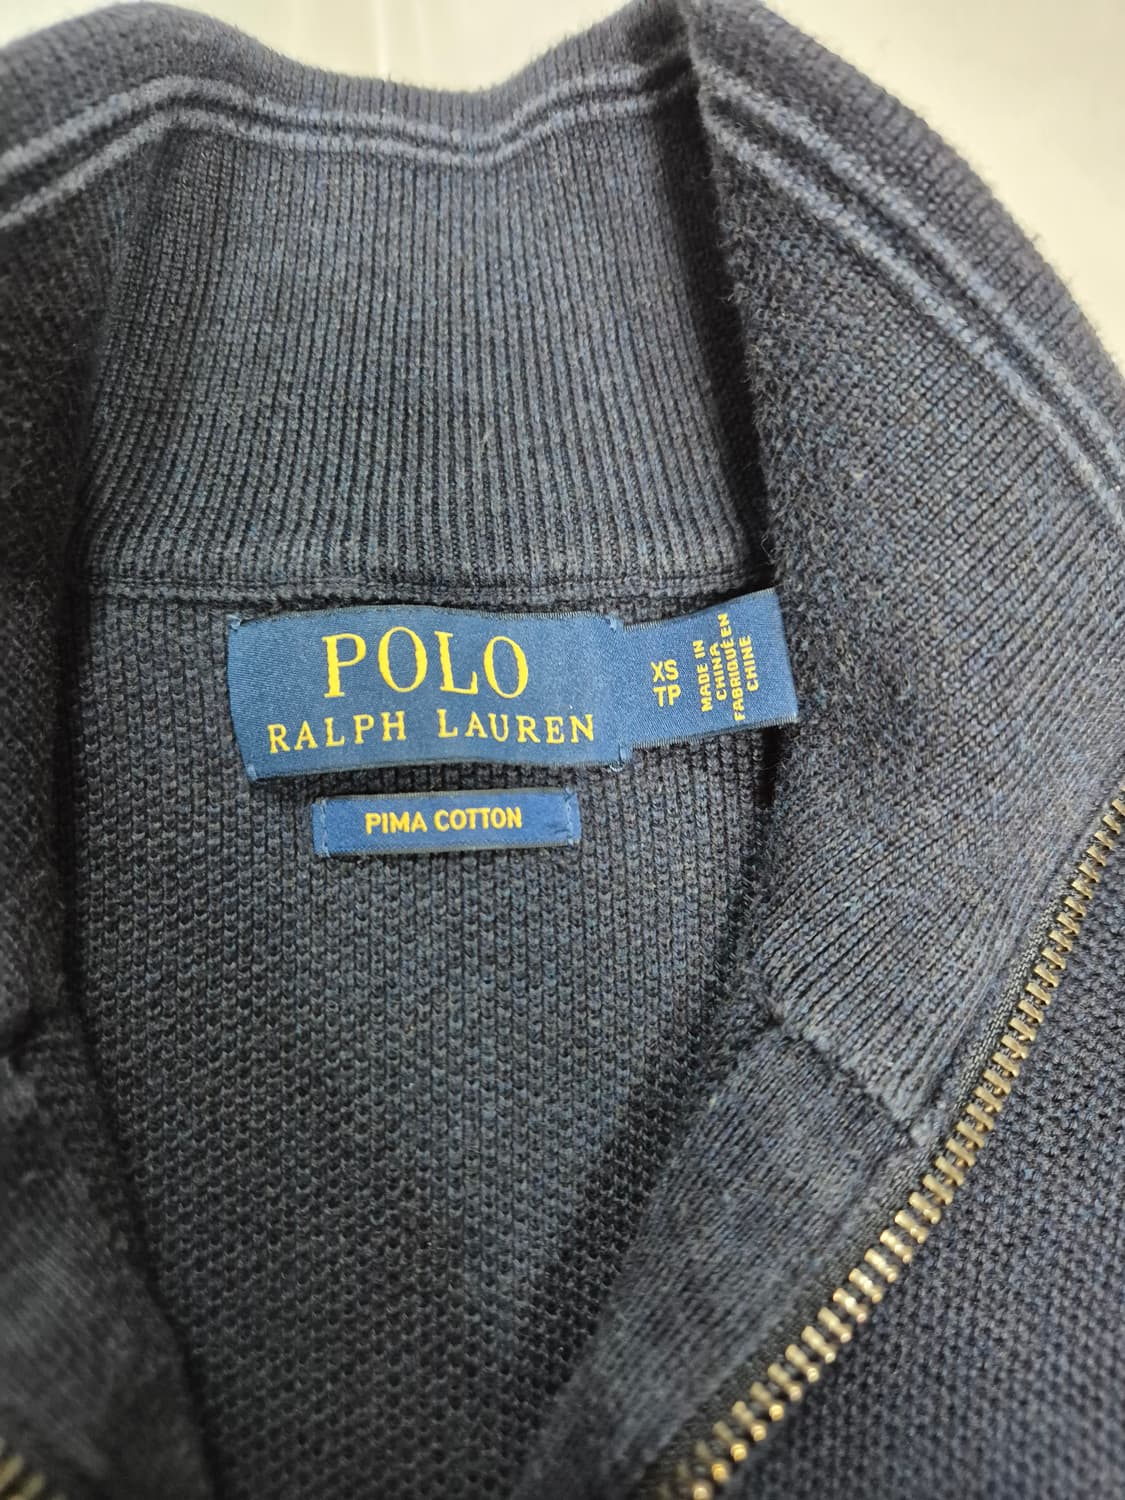 POLO
RALPH LAUREN
XS
TP
MADE IN
CHINA
FABRIQUÉ EN
CHINE
PIMA COTTON